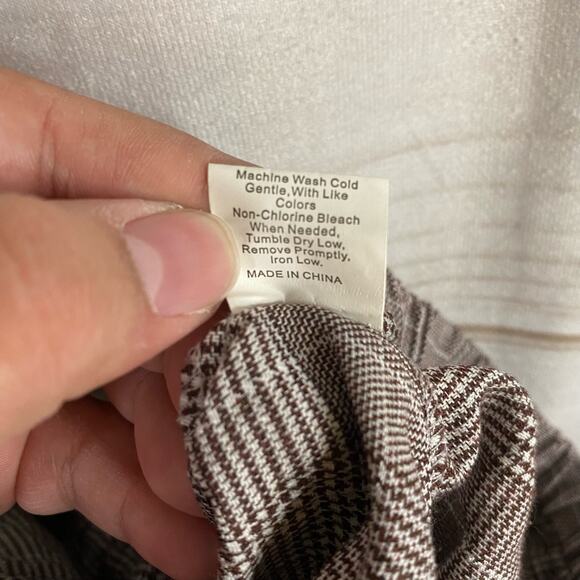 Machine Wash Cold
Gentle,With Like
Colors
Non-Chlorine Bleach
When Needed,
Tumble Dry Low,
Remove Promptly,
Iron Low.
MADE IN CHINA